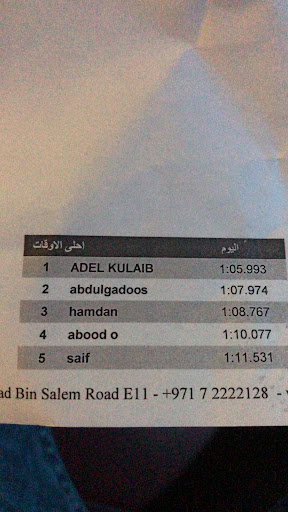 احلى الاوقات اليوم
1 ADEL KULAIB 1:05.993
2 abdulgadoos 1:07.974
3 hamdan 1:08.767
4 abood o 1:10.077
5 saif 1:11.531
ad Bin Salem Road E11 - +971 7 2222128 -